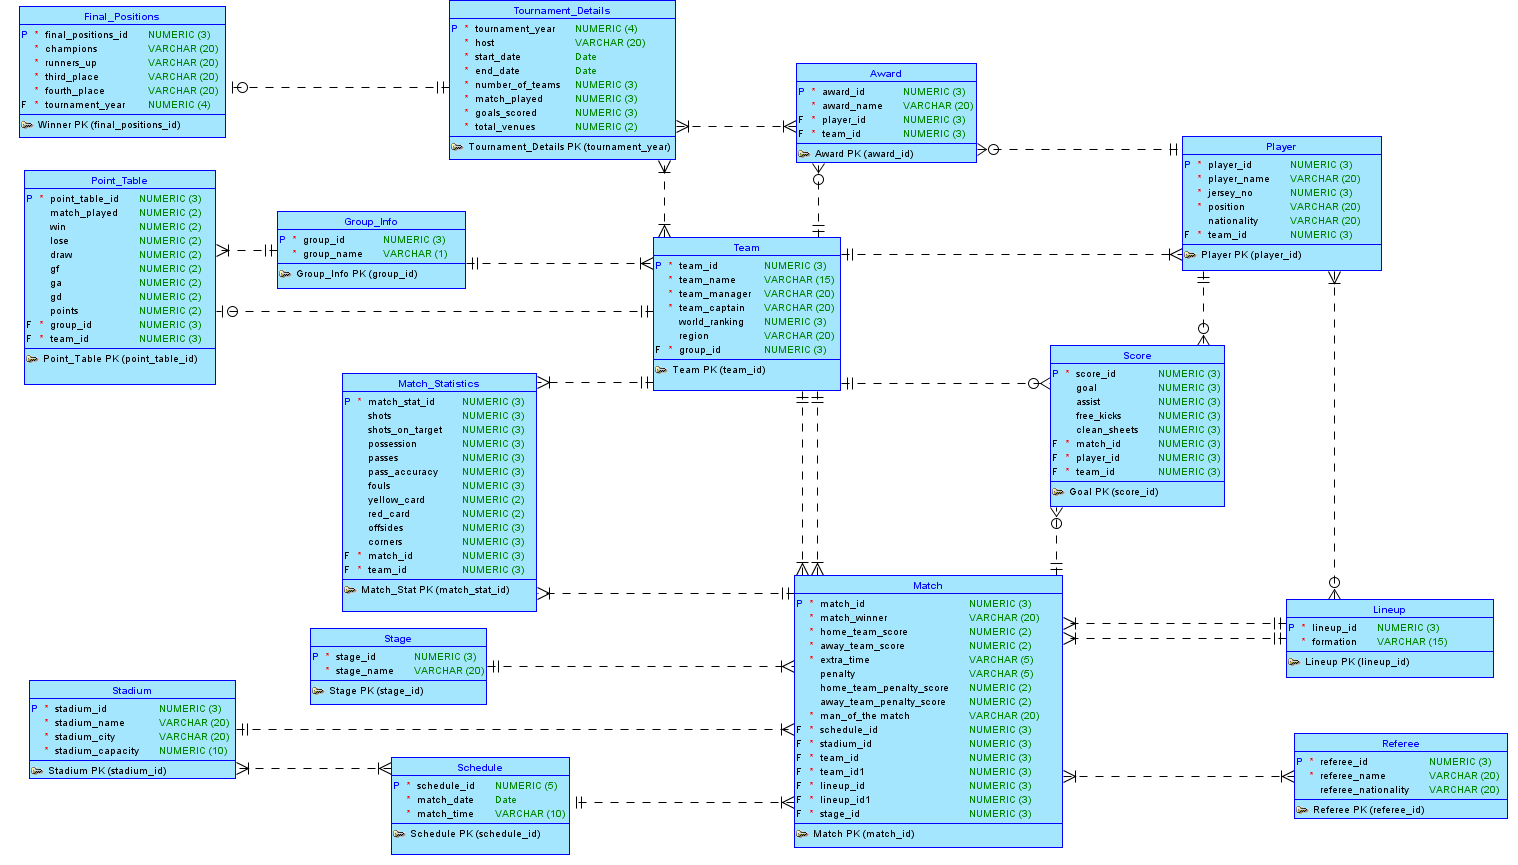 Final_Positions
P * final_positions_id NUMERIC (3)
* champions VARCHAR (20)
* runners_up VARCHAR (20)
* third_place VARCHAR (20)
* fourth_place VARCHAR (20)
F * tournament_year NUMERIC (4)
Winner PK (final_positions_id)
Tournament_Details
P * tournament_year NUMERIC (4)
* host VARCHAR (20)
* start_date Date
* end_date Date
* number_of_teams NUMERIC (3)
* match_played NUMERIC (3)
* goals_scored NUMERIC (3)
* total_venues NUMERIC (2)
Tournament_Details PK (tournament_year)
Award
P * award_id NUMERIC (3)
* award_name VARCHAR (20)
F * player_id NUMERIC (3)
F * team_id NUMERIC (3)
Award PK (award_id)
Player
P * player_id NUMERIC (3)
* player_name VARCHAR (20)
* jersey_no NUMERIC (3)
* position VARCHAR (20)
nationality VARCHAR (20)
F * team_id NUMERIC (3)
Player PK (player_id)
Point_Table
P * point_table_id NUMERIC (3)
match_played NUMERIC (2)
win NUMERIC (2)
lose NUMERIC (2)
draw NUMERIC (2)
gf NUMERIC (2)
ga NUMERIC (2)
gd NUMERIC (2)
points NUMERIC (2)
F * group_id NUMERIC (3)
F * team_id NUMERIC (3)
Point_Table PK (point_table_id)
Group_Info
P * group_id NUMERIC (3)
* group_name VARCHAR (1)
Group_Info PK (group_id)
Team
P * team_id NUMERIC (3)
* team_name VARCHAR (15)
* team_manager VARCHAR (20)
* team_captain VARCHAR (20)
world_ranking NUMERIC (3)
region VARCHAR (20)
F * group_id NUMERIC (3)
Team PK (team_id)
Match_Statistics
P * match_stat_id NUMERIC (3)
shots NUMERIC (3)
shots_on_target NUMERIC (3)
possession NUMERIC (3)
passes NUMERIC (3)
pass_accuracy NUMERIC (3)
fouls NUMERIC (3)
yellow_card NUMERIC (2)
red_card NUMERIC (2)
offsides NUMERIC (3)
corners NUMERIC (3)
F * match_id NUMERIC (3)
F * team_id NUMERIC (3)
Match_Stat PK (match_stat_id)
Score
P * score_id NUMERIC (3)
goal NUMERIC (3)
assist NUMERIC (3)
free_kicks NUMERIC (3)
clean_sheets NUMERIC (3)
F * match_id NUMERIC (3)
F * player_id NUMERIC (3)
F * team_id NUMERIC (3)
Goal PK (score_id)
Match
P * match_id NUMERIC (3)
* match_winner VARCHAR (20)
* home_team_score NUMERIC (2)
* away_team_score NUMERIC (2)
* extra_time VARCHAR (5)
penalty VARCHAR (5)
home_team_penalty_score NUMERIC (2)
away_team_penalty_score NUMERIC (2)
* man_of_the match VARCHAR (20)
F * schedule_id NUMERIC (3)
F * stadium_id NUMERIC (3)
F * team_id NUMERIC (3)
F * team_id1 NUMERIC (3)
F * lineup_id NUMERIC (3)
F * lineup_id1 NUMERIC (3)
F * stage_id NUMERIC (3)
Match PK (match_id)
Lineup
P * lineup_id NUMERIC (3)
* formation VARCHAR (15)
Lineup PK (lineup_id)
Stage
P * stage_id NUMERIC (3)
* stage_name VARCHAR (20)
Stage PK (stage_id)
Stadium
P * stadium_id NUMERIC (3)
* stadium_name VARCHAR (20)
* stadium_city VARCHAR (20)
* stadium_capacity NUMERIC (10)
Stadium PK (stadium_id)
Schedule
P * schedule_id NUMERIC (5)
* match_date Date
* match_time VARCHAR (10)
Schedule PK (schedule_id)
Referee
P * referee_id NUMERIC (3)
* referee_name VARCHAR (20)
referee_nationality VARCHAR (20)
Referee PK (referee_id)